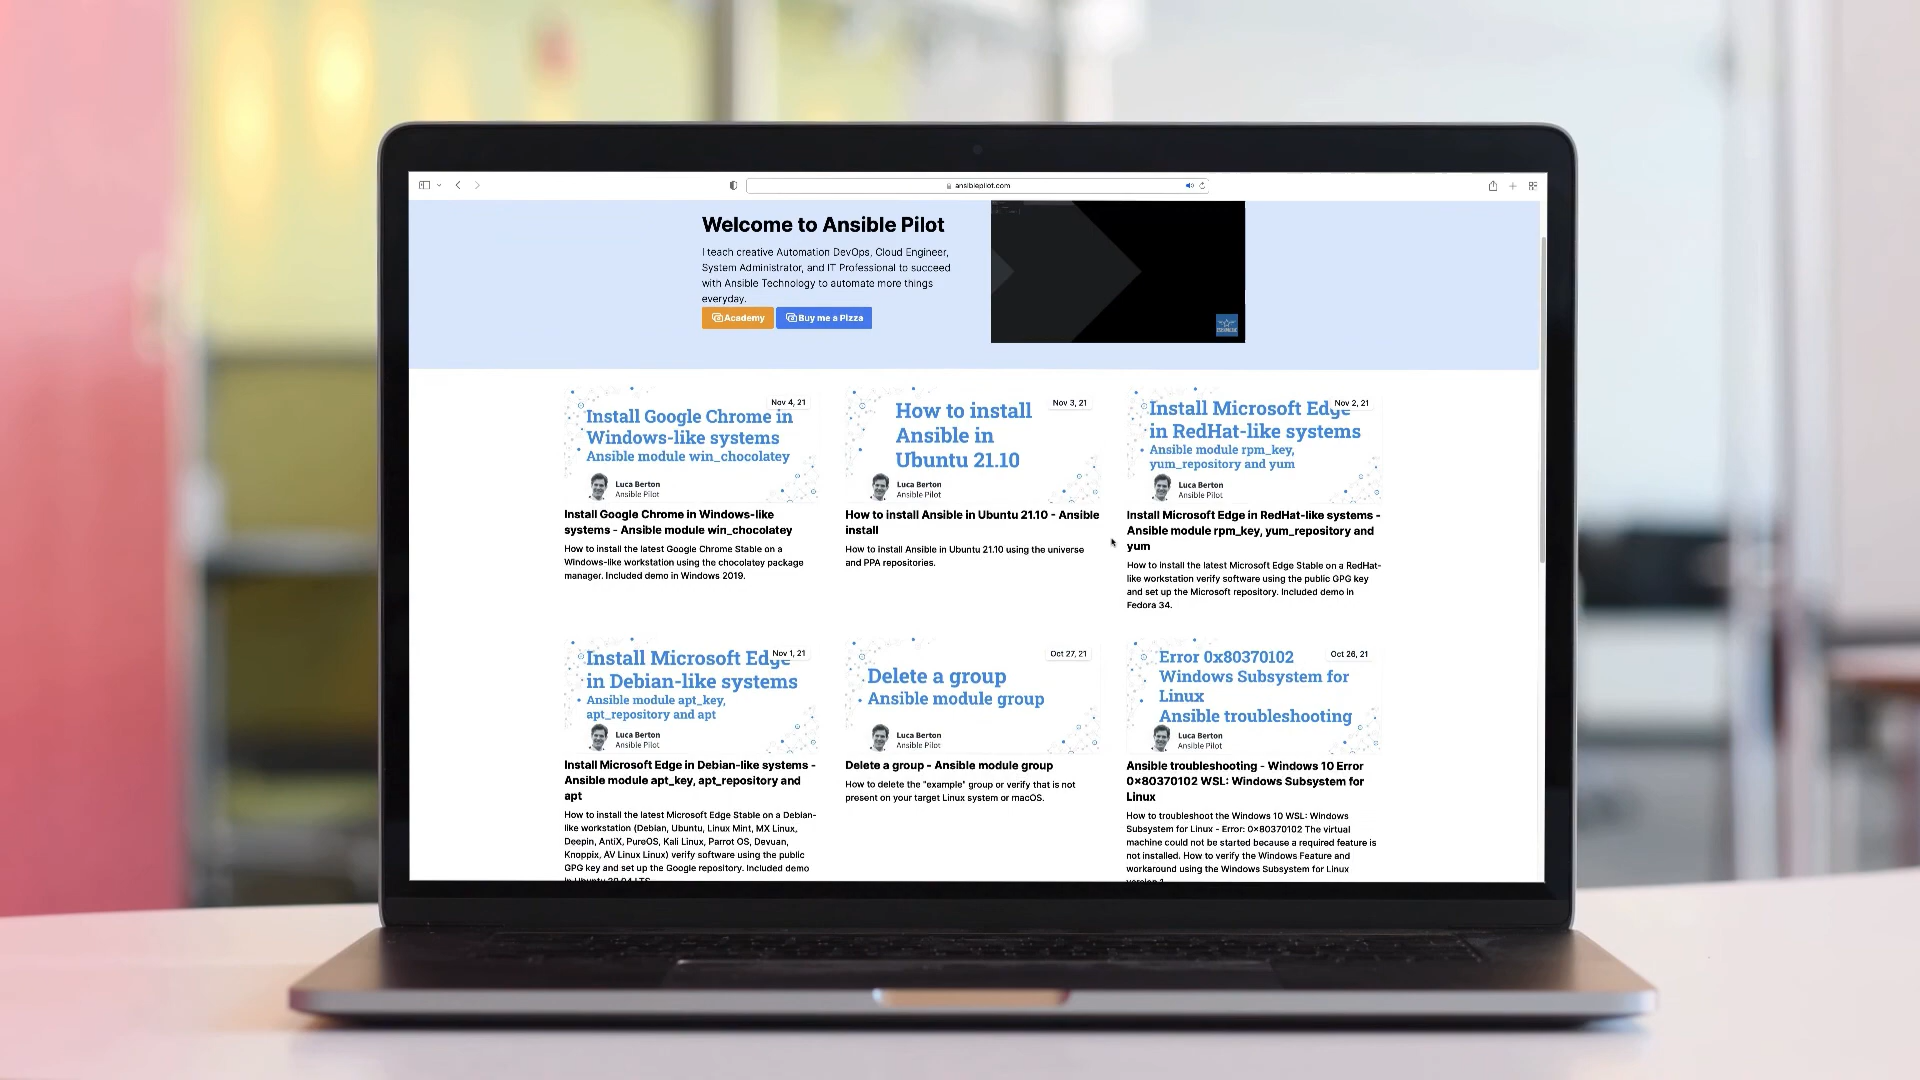 ansiblepilot.com
Welcome to Ansible Pilot
I teach creative Automation DevOps, Cloud Engineer,
System Administrator, and IT Professional to succeed
with Ansible Technology to automate more things
everyday.
Academy
Buy me a Pizza
Nov 4, 21
Install Google Chrome in
Windows-like systems
Ansible module win_chocolatey
Luca Berton
Ansible Pilot
Install Google Chrome in Windows-like
systems - Ansible module win_chocolatey
How to install the latest Google Chrome Stable on a
Windows-like workstation using the chocolatey package
manager. Included demo in Windows 2019.
Nov 3, 21
How to install
Ansible in
Ubuntu 21.10
Luca Berton
Ansible Pilot
How to install Ansible in Ubuntu 21.10 - Ansible
install
How to install Ansible in Ubuntu 21.10 using the universe
and PPA repositories.
Nov 2, 21
Install Microsoft Edge
in RedHat-like systems
Ansible module rpm_key,
yum_repository and yum
Luca Berton
Ansible Pilot
Install Microsoft Edge in RedHat-like systems -
Ansible module rpm_key, yum_repository and
yum
How to install the latest Microsoft Edge Stable on a RedHat-
like workstation verify software using the public GPG key
and set up the Microsoft repository. Included demo in
Fedora 34.
Nov 1, 21
Install Microsoft Edge
in Debian-like systems
Ansible module apt_key,
apt_repository and apt
Luca Berton
Ansible Pilot
Install Microsoft Edge in Debian-like systems -
Ansible module apt_key, apt_repository and
apt
How to install the latest Microsoft Edge Stable on a Debian-
like workstation (Debian, Ubuntu, Linux Mint, MX Linux,
Deepin, AntiX, PureOS, Kali Linux, Parrot OS, Devuan,
Knoppix, AV Linux Linux) verify software using the public
GPG key and set up the Google repository. Included demo
in Ubuntu 20.04 LTS.
Oct 27, 21
Delete a group
Ansible module group
Luca Berton
Ansible Pilot
Delete a group - Ansible module group
How to delete the "example" group or verify that is not
present on your target Linux system or macOS.
Oct 26, 21
Error 0x80370102
Windows Subsystem for
Linux
Ansible troubleshooting
Luca Berton
Ansible Pilot
Ansible troubleshooting - Windows 10 Error
0x80370102 WSL: Windows Subsystem for
Linux
How to troubleshoot the Windows 10 WSL: Windows
Subsystem for Linux - Error: 0x80370102 The virtual
machine could not be started because a required feature is
not installed. How to verify the Windows Feature and
workaround using the Windows Subsystem for Linux